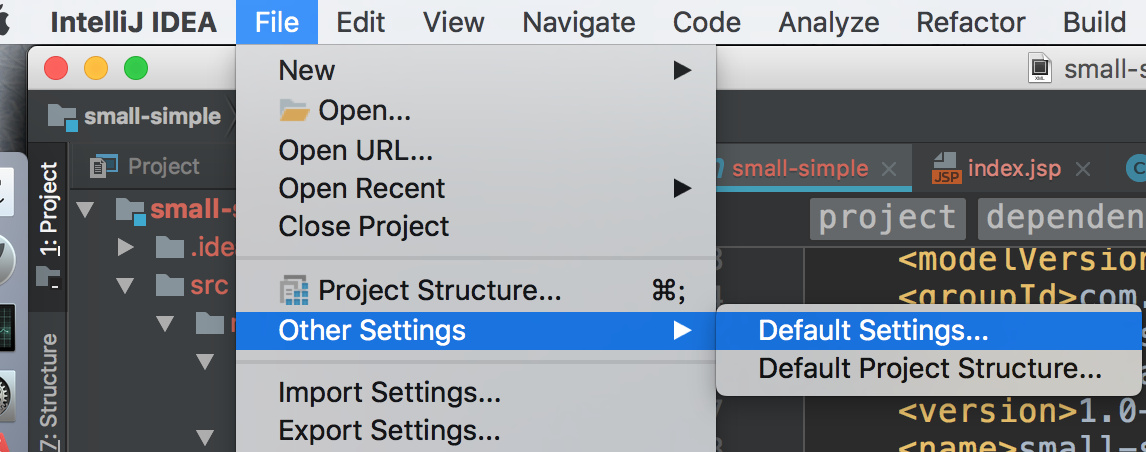 IntelliJ IDEA File Edit View Navigate Code Analyze Refactor Build
small-s
small-simple
New
Open...
Open URL...
Open Recent
Close Project
Project Structure... ⌘;
Other Settings
Import Settings...
Export Settings...
Default Settings...
Default Project Structure...
Project
1: Project
7: Structure
small-s
.ide
src
small-simple
index.jsp
JSP
XML
project
dependen
<modelVersion
<groupId>com.
<version>1.0-
<name>small-s